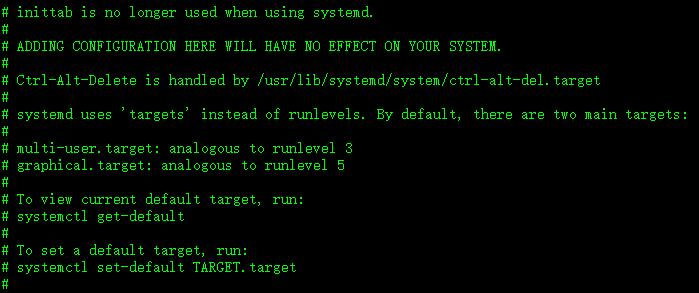 # inittab is no longer used when using systemd.
#
# ADDING CONFIGURATION HERE WILL HAVE NO EFFECT ON YOUR SYSTEM.
#
# Ctrl-Alt-Delete is handled by /usr/lib/systemd/system/ctrl-alt-del.target
#
# systemd uses 'targets' instead of runlevels. By default, there are two main targets:
#
# multi-user.target: analogous to runlevel 3
# graphical.target: analogous to runlevel 5
#
# To view current default target, run:
# systemctl get-default
#
# To set a default target, run:
# systemctl set-default TARGET.target
#